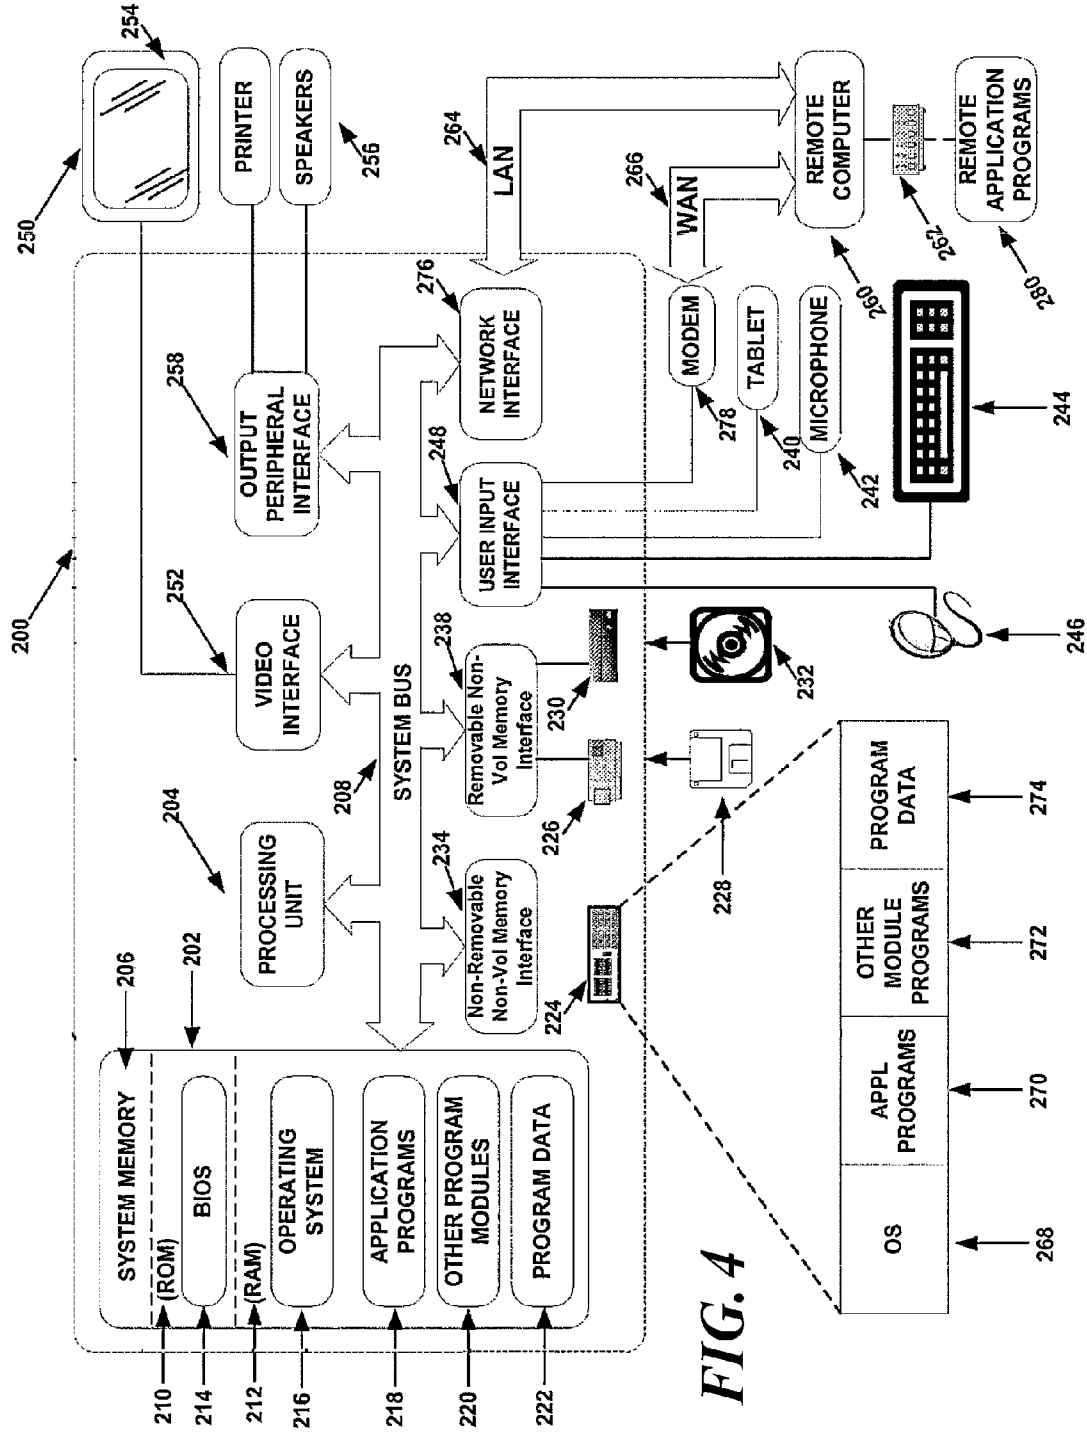 200
250
254
PRINTER
SPEAKERS
256
252
258
VIDEO
INTERFACE
OUTPUT
PERIPHERAL
INTERFACE
204
PROCESSING
UNIT
206
202
SYSTEM MEMORY
210
(ROM)
214
BIOS
212
(RAM)
216
OPERATING
SYSTEM
218
APPLICATION
PROGRAMS
220
OTHER PROGRAM
MODULES
222
PROGRAM DATA
208
SYSTEM BUS
234
Non-Removable
Non-Vol Memory
Interface
238
Removable Non-
Vol Memory
Interface
248
USER INPUT
INTERFACE
276
NETWORK
INTERFACE
264
LAN
266
WAN
224
226
230
228
232
MODEM
278
TABLET
240
MICROPHONE
242
REMOTE
COMPUTER
260
262
REMOTE
APPLICATION
PROGRAMS
280
244
246
OS
APPL
PROGRAMS
OTHER
MODULE
PROGRAMS
PROGRAM
DATA
268
270
272
274
FIG. 4